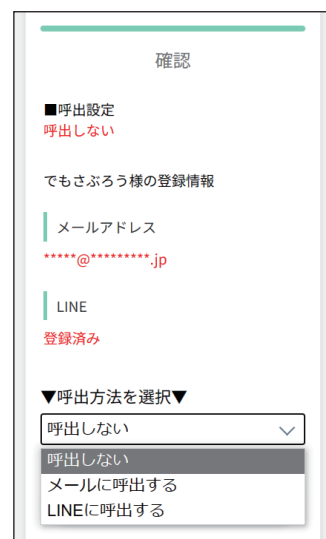 確認
■呼出設定
呼出しない
でもさぶろう様の登録情報
メールアドレス
*****@*********.jp
LINE
登録済み
▼呼出方法を選択▼
呼出しない
呼出しない
メールに呼出する
LINEに呼出する